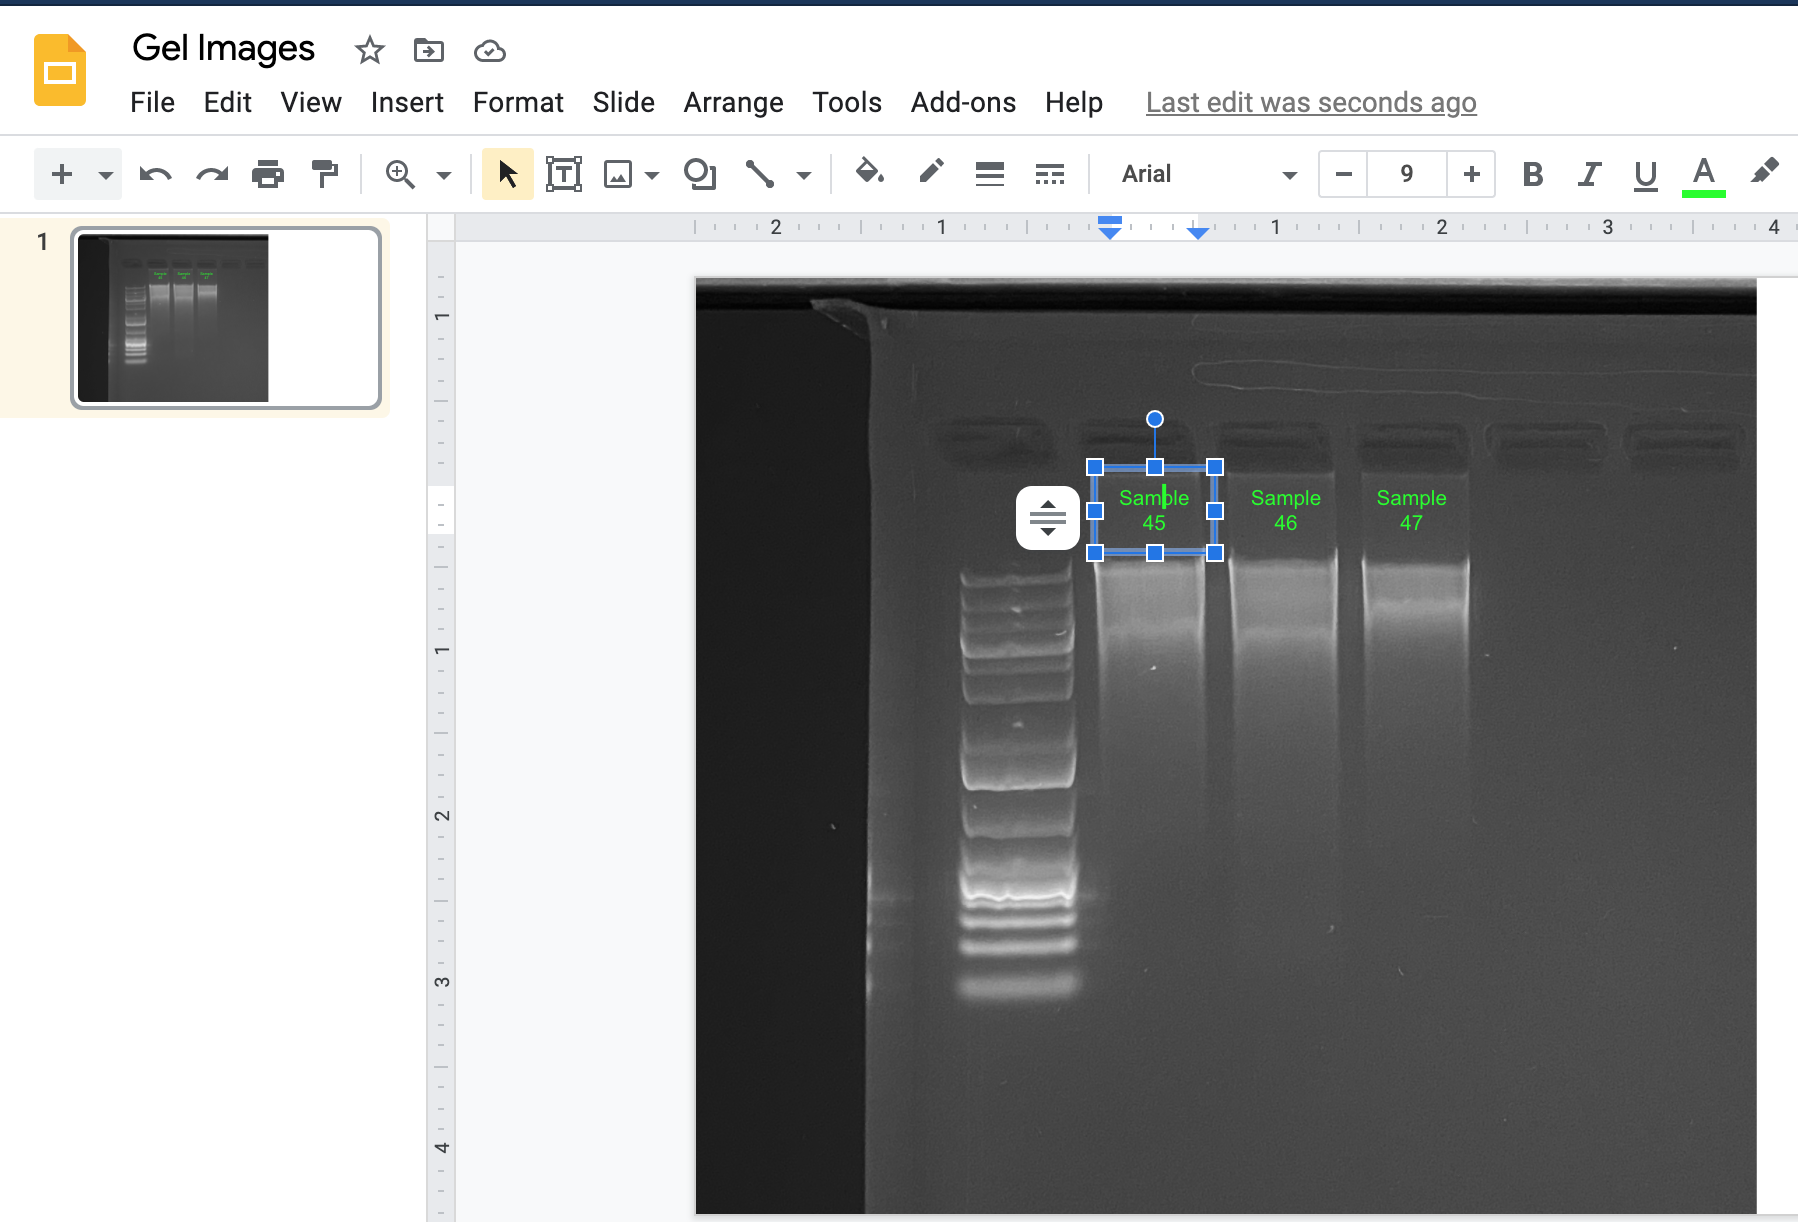 Gel Images
File Edit View Insert Format Slide Arrange Tools Add-ons Help Last edit was seconds ago
Arial 9 B I U A
1
2 1 1 2 3 4
1
1
2
3
4
Sample
45
Sample
46
Sample
47